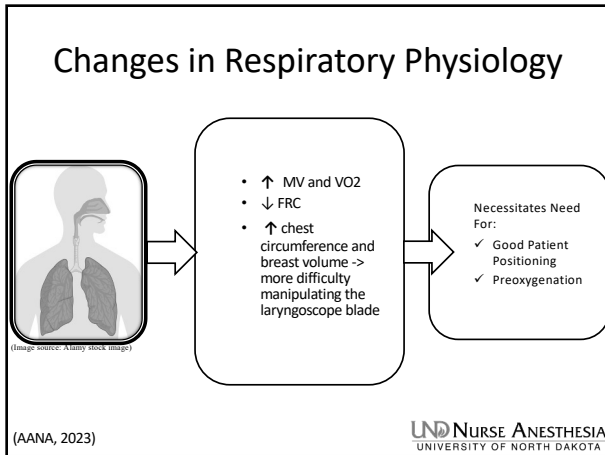 Changes in Respiratory Physiology
• ↑ MV and VO2
• ↓ FRC
• ↑ chest
circumference and
breast volume ->
more difficulty
manipulating the
laryngoscope blade
Necessitates Need
For:
✓ Good Patient
Positioning
✓ Preoxygenation
(Image source: Alamy stock image)
(AANA, 2023)
UND NURSE ANESTHESIA
UNIVERSITY OF NORTH DAKOTA